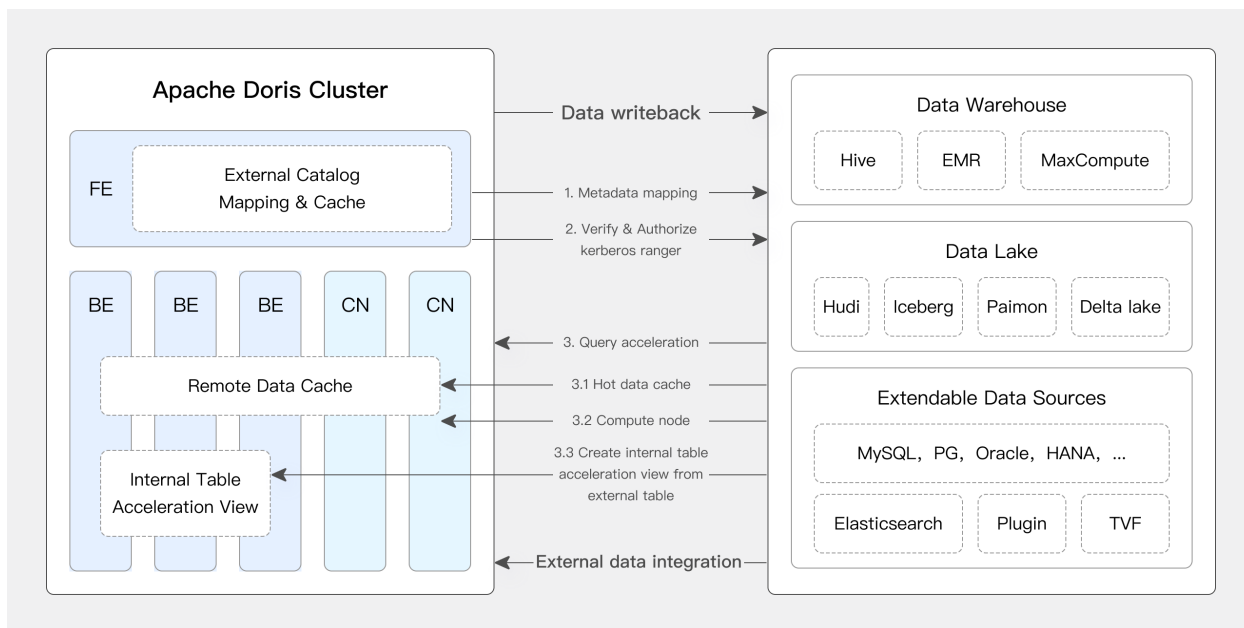 Apache Doris Cluster
FE
External Catalog
Mapping & Cache
BE
BE
BE
CN
CN
Remote Data Cache
Internal Table
Acceleration View
Data writeback
1. Metadata mapping
2. Verify & Authorize
kerberos ranger
3. Query acceleration
3.1 Hot data cache
3.2 Compute node
3.3 Create internal table
acceleration view from
external table
External data integration
Data Warehouse
Hive
EMR
MaxCompute
Data Lake
Hudi
Iceberg
Paimon
Delta lake
Extendable Data Sources
MySQL，PG，Oracle，HANA，...
Elasticsearch
Plugin
TVF